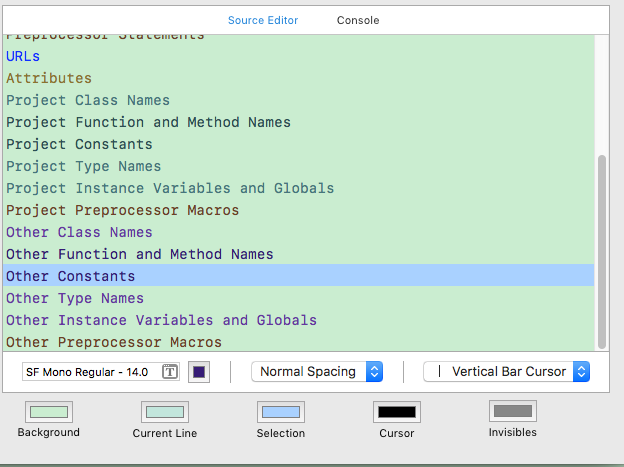 Source Editor Console
Preprocessor Statements
URLs
Attributes
Project Class Names
Project Function and Method Names
Project Constants
Project Type Names
Project Instance Variables and Globals
Project Preprocessor Macros
Other Class Names
Other Function and Method Names
Other Constants
Other Type Names
Other Instance Variables and Globals
Other Preprocessor Macros
SF Mono Regular - 14.0 T Normal Spacing Vertical Bar Cursor
Background Current Line Selection Cursor Invisibles